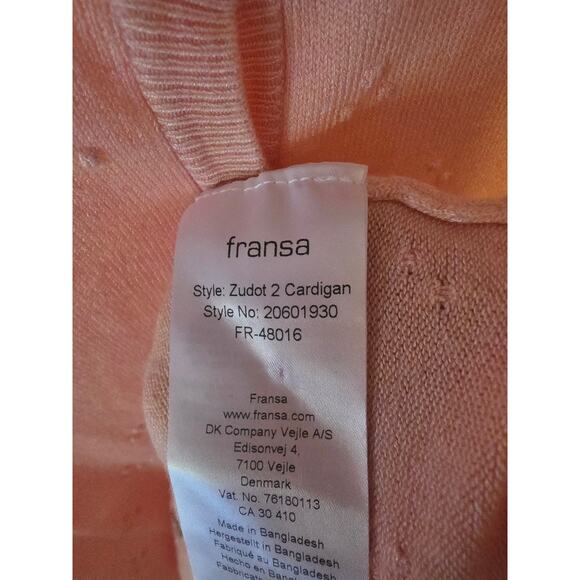 fransa
Style: Zudot 2 Cardigan
Style No: 20601930
FR-48016
Fransa
www.fransa.com
DK Company Vejle A/S
Edisonvej 4,
7100 Vejle
Denmark
Vat. No. 76180113
CA 30 410
Made in Bangladesh
Hergestellt in Bangladesh
Fabriqué au Bangladesh
Hecho en Bangladesh